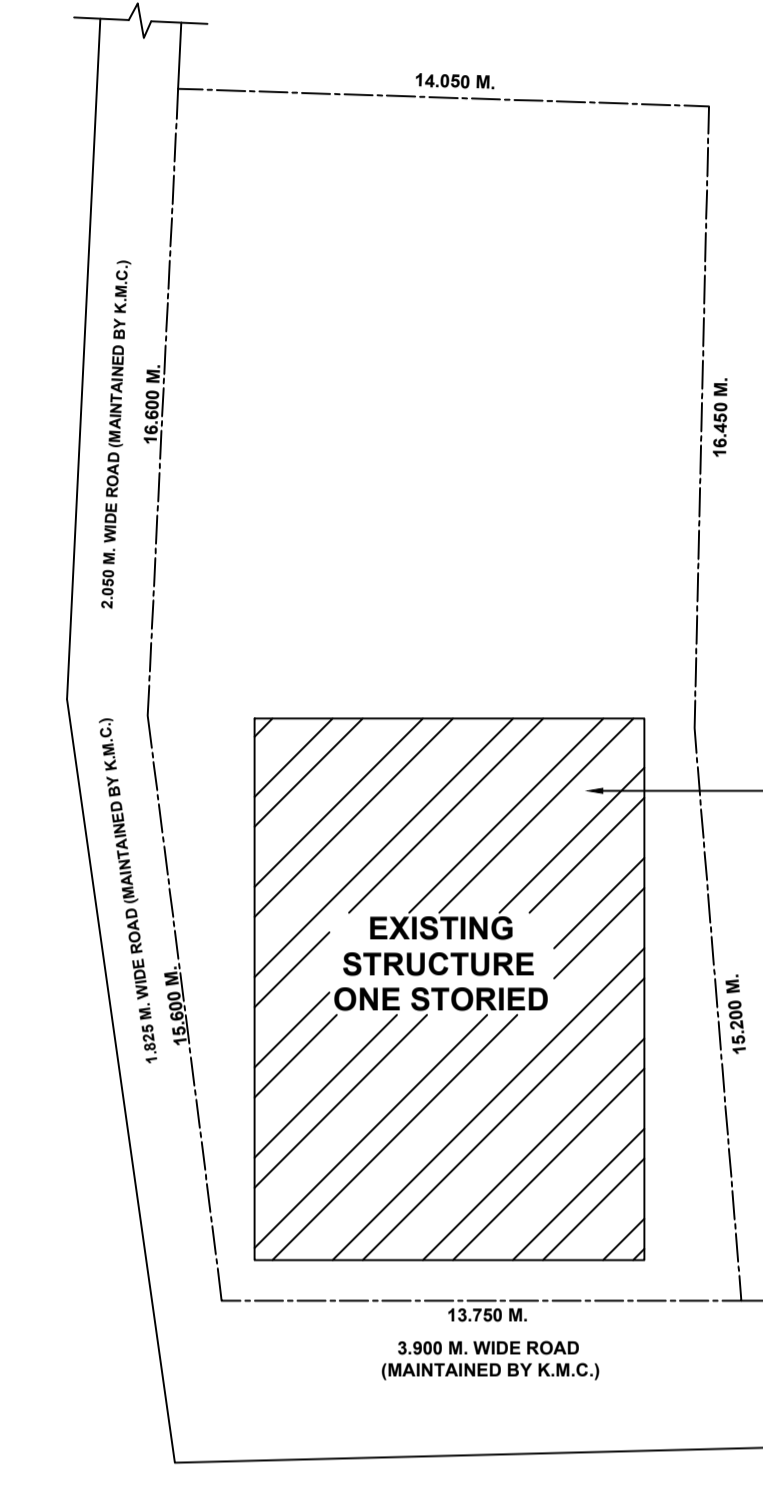 14.050 M.
2.050 M. WIDE ROAD (MAINTAINED BY K.M.C.)
16.600 M.
16.450 M.
1.825 M. WIDE ROAD (MAINTAINED BY K.M.C.)
15.600 M.
EXISTING
STRUCTURE
ONE STORIED
15.200 M.
13.750 M.
3.900 M. WIDE ROAD
(MAINTAINED BY K.M.C.)